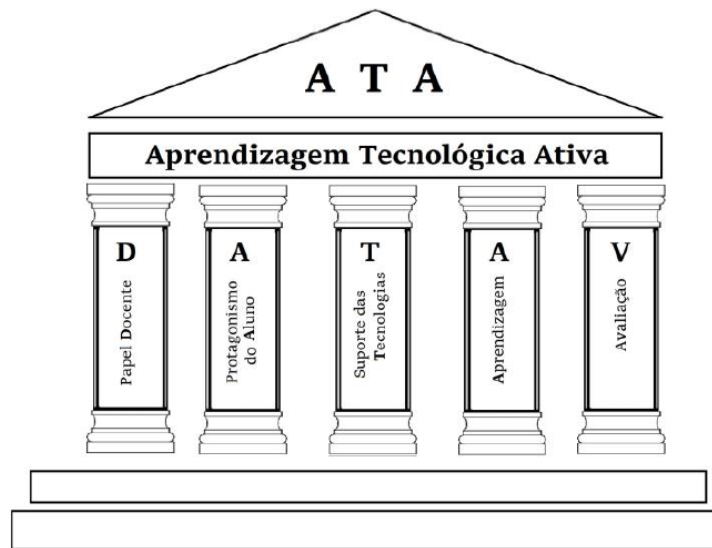 A T A
Aprendizagem Tecnológica Ativa
D
Papel Docente
A
Protagonismo
do Aluno
T
Suporte das
Tecnologias
A
Aprendizagem
V
Avaliação